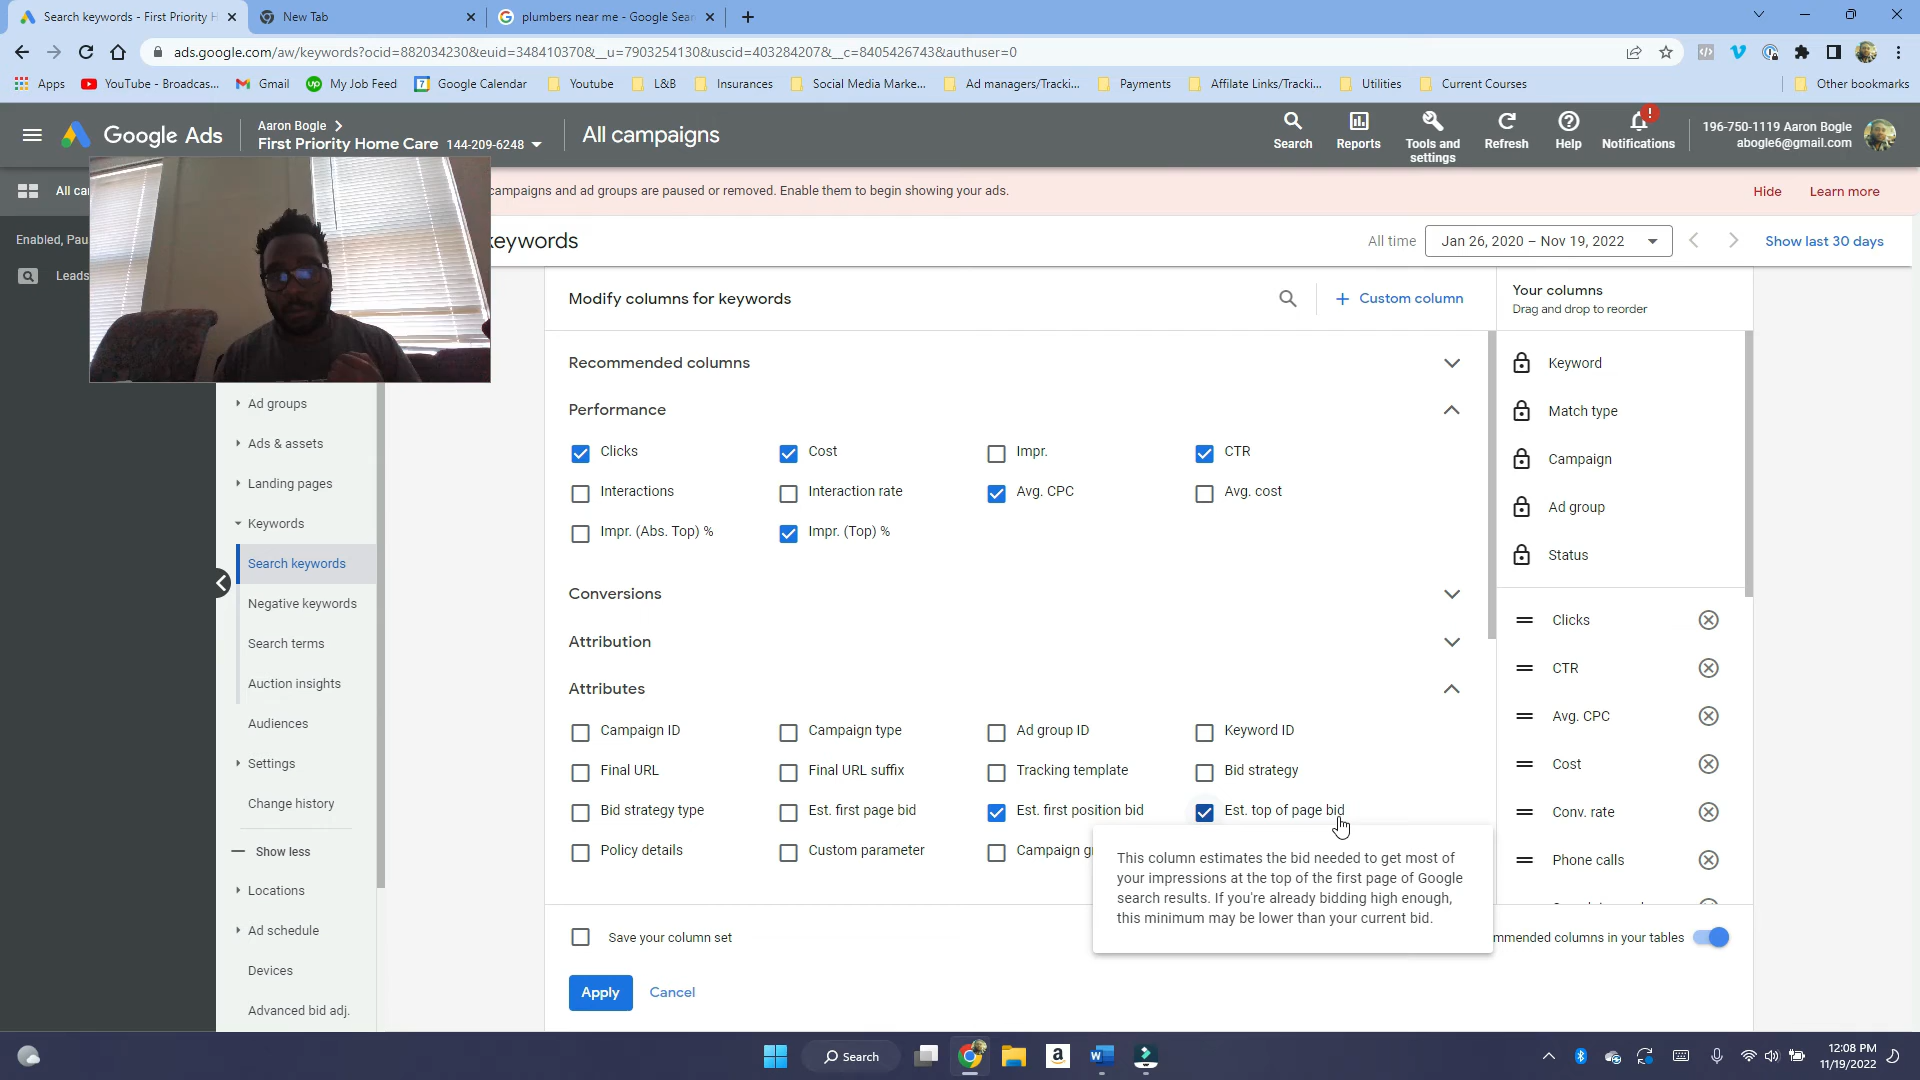 Search keywords - First Priority H
New Tab
plumbers near me - Google Sear
ads.google.com/aw/keywords?ocid=882034230&euid=348410370&__u=7903254130&uscid=4032842078&__c=8405426743&authuser=0
Apps
YouTube - Broadcas...
Gmail
My Job Feed
Google Calendar
Youtube
L&B
Insurances
Social Media Marke...
Ad managers/Tracki...
Payments
Affilate Links/Tracki...
Utilities
Current Courses
Other bookmarks
Google Ads
Aaron Bogle
First Priority Home Care 144-209-6248
All campaigns
Search
Reports
Tools and
settings
Refresh
Help
Notifications
196-750-1119 Aaron Bogle
abogle6@gmail.com
All ca
campaigns and ad groups are paused or removed. Enable them to begin showing your ads.
Hide
Learn more
Enabled, Pau
keywords
All time
Jan 26, 2020 – Nov 19, 2022
Show last 30 days
Leads
Modify columns for keywords
Custom column
Your columns
Drag and drop to reorder
Recommended columns
Performance
Clicks
Cost
Impr.
CTR
Interactions
Interaction rate
Avg. CPC
Avg. cost
Impr. (Abs. Top) %
Impr. (Top) %
Conversions
Attribution
Attributes
Campaign ID
Campaign type
Ad group ID
Keyword ID
Final URL
Final URL suffix
Tracking template
Bid strategy
Bid strategy type
Est. first page bid
Est. first position bid
Est. top of page bid
Policy details
Custom parameter
Campaign g
This column estimates the bid needed to get most of
your impressions at the top of the first page of Google
search results. If you're already bidding high enough,
this minimum may be lower than your current bid.
Save your column set
mmended columns in your tables
Apply
Cancel
Keyword
Match type
Campaign
Ad group
Status
Clicks
CTR
Avg. CPC
Cost
Conv. rate
Phone calls
Ad groups
Ads & assets
Landing pages
Keywords
Search keywords
Negative keywords
Search terms
Auction insights
Audiences
Settings
Change history
Show less
Locations
Ad schedule
Devices
Advanced bid adj.
Search
12:08 PM
11/19/2022